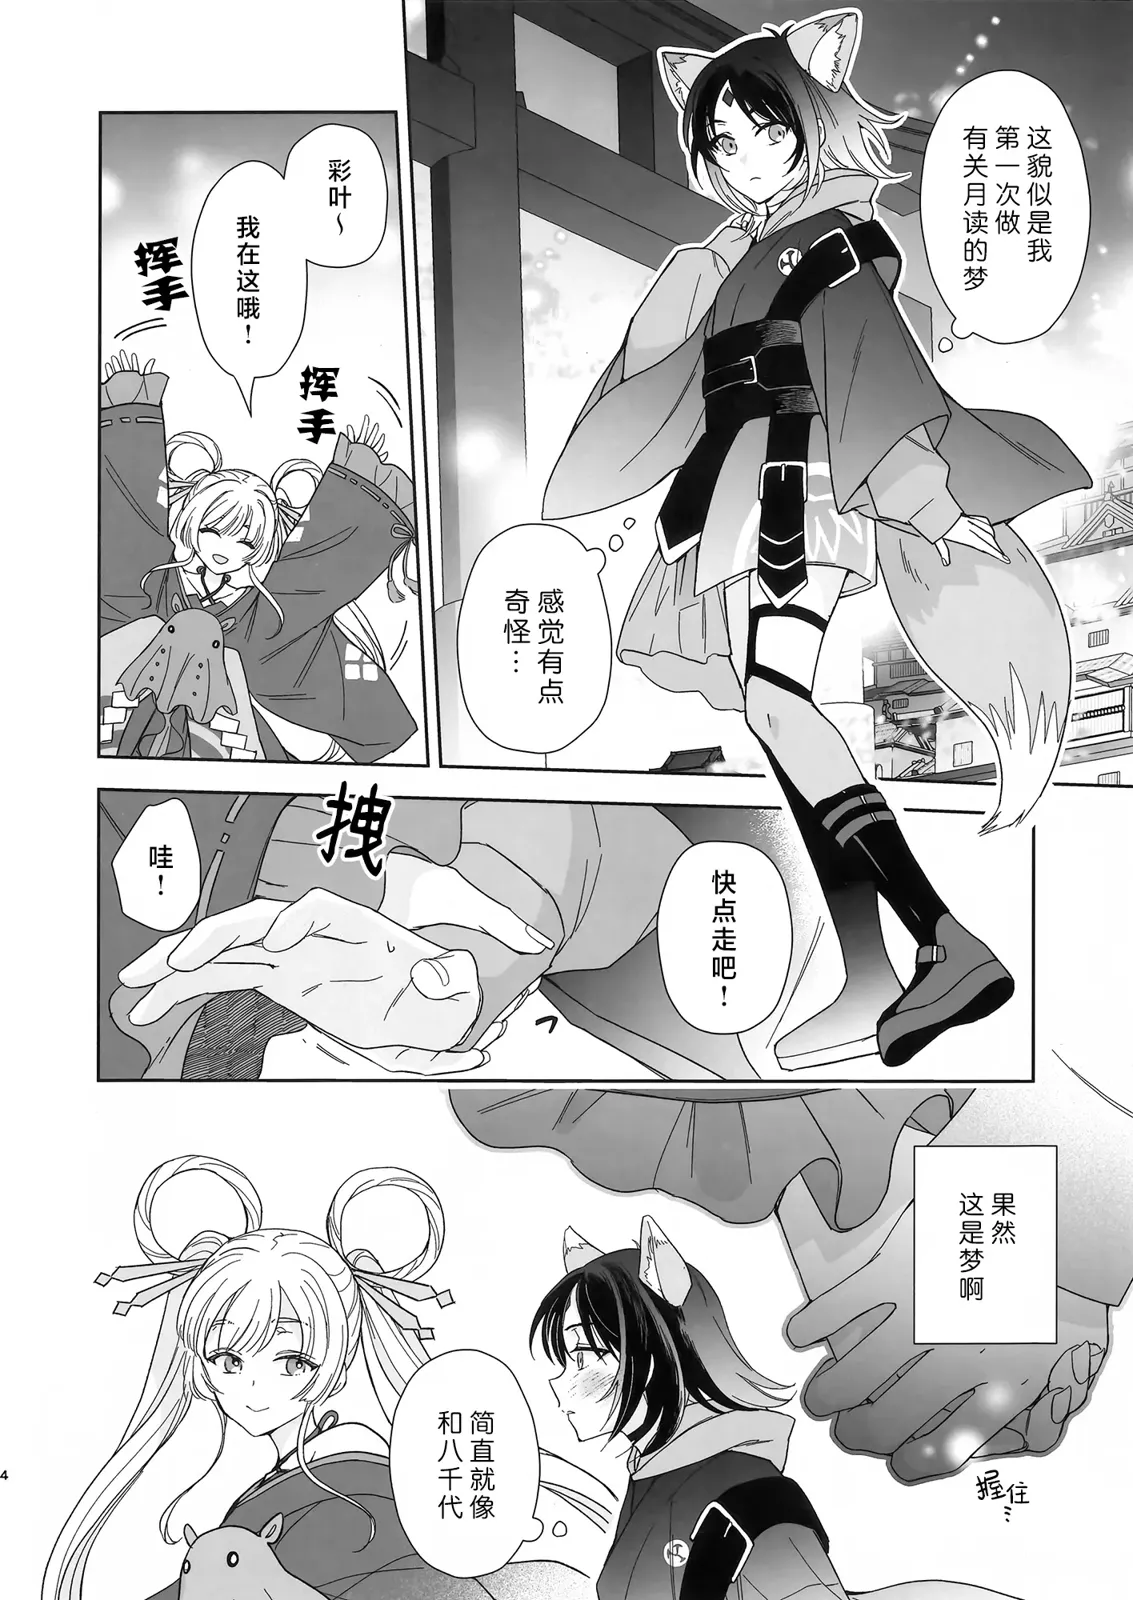 这貌似是我
第一次做
有关月读的
梦
感觉有点
奇怪…
彩叶～
我在这哦！
挥手
挥手
快点走吧！
拽
哇！
果然
这是梦啊
握住
简直就像
和八千代
4